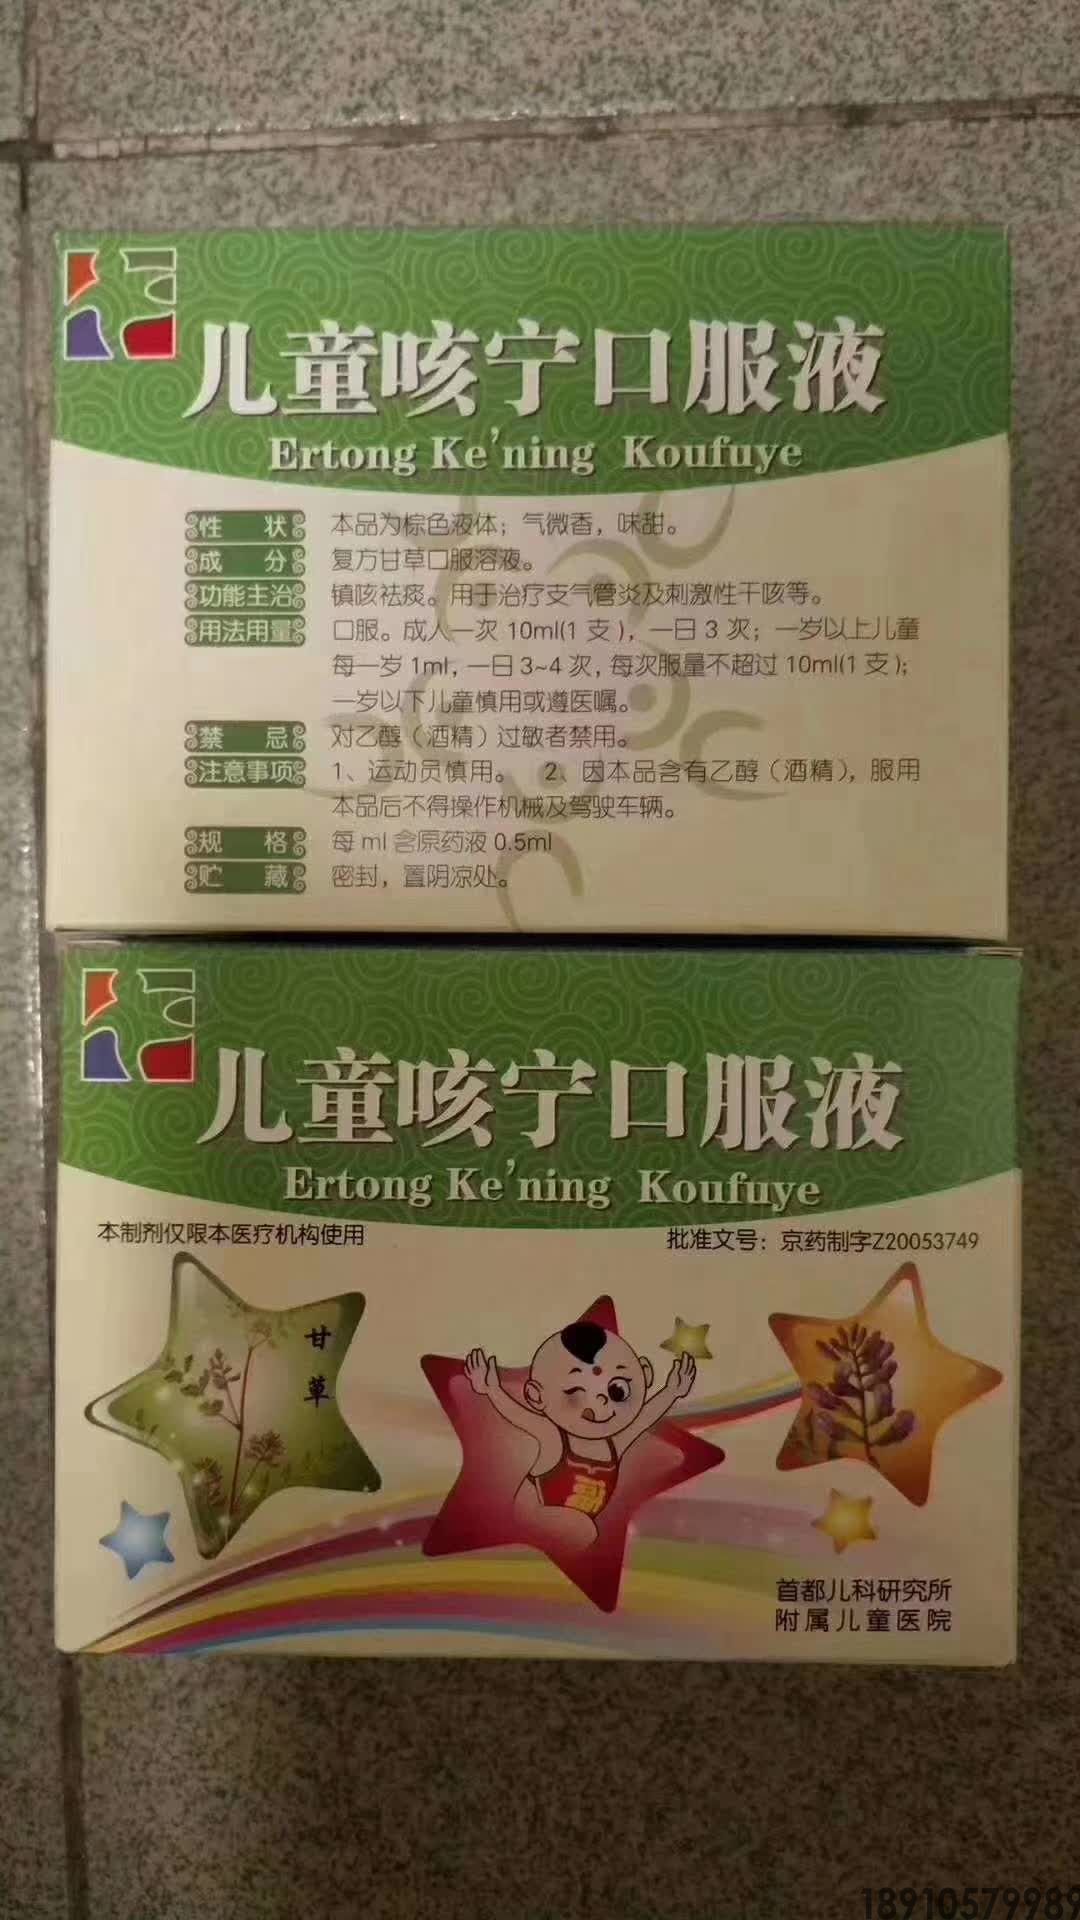 儿童咳宁口服液
Ertong Ke'ning Koufuye
性 状 本品为棕色液体；气微香，味甜。
成 分 复方甘草口服溶液。
功能主治 镇咳祛痰。用于治疗支气管炎及刺激性干咳等。
用法用量 口服。成人一次 10ml(1 支)，一日 3 次；一岁以上儿童
每一岁 1ml，一日 3~4 次，每次服量不超过 10ml(1 支)；
一岁以下儿童慎用或遵医嘱。
禁 忌 对乙醇（酒精）过敏者禁用。
注意事项 1、运动员慎用。 2、因本品含有乙醇（酒精），服用
本品后不得操作机械及驾驶车辆。
规 格 每 ml 含原药液 0.5ml
贮 藏 密封，置阴凉处。
儿童咳宁口服液
Ertong Ke'ning Koufuye
本制剂仅限本医疗机构使用 批准文号：京药制字Z20053749
甘草
福
首都儿科研究所
附属儿童医院
18910579989